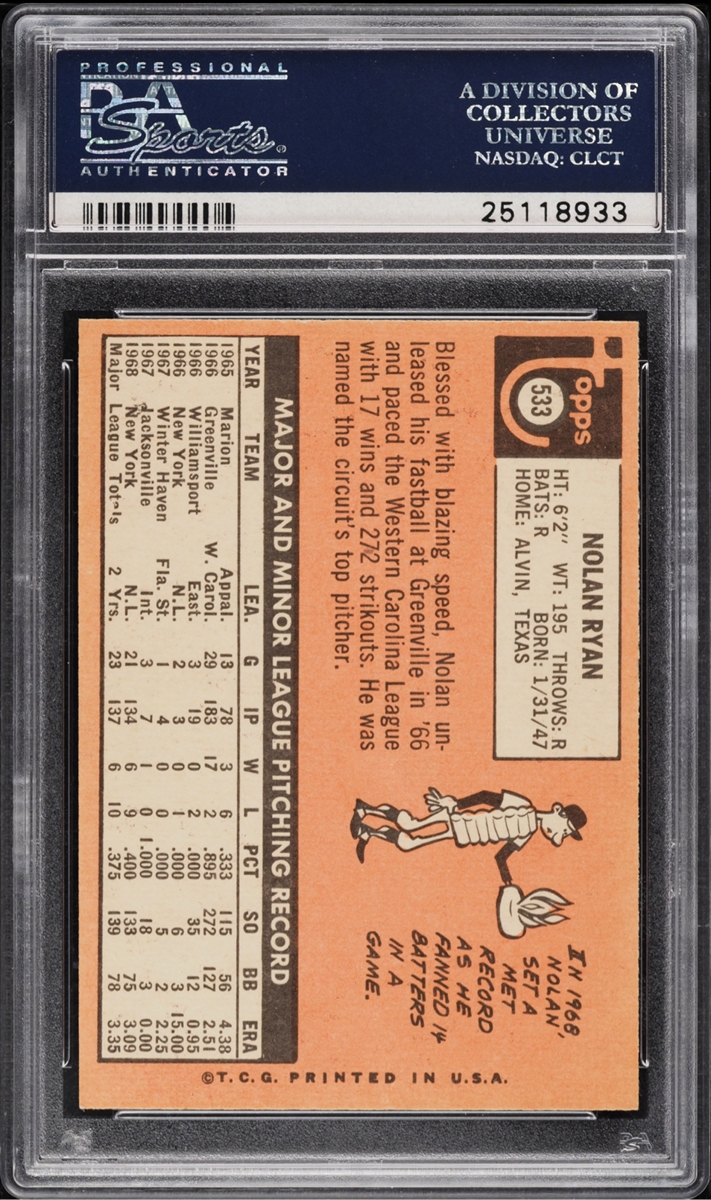 PROFESSIONAL
PSA
Sports®
AUTHENTICATOR
A DIVISION OF
COLLECTORS
UNIVERSE
NASDAQ: CLCT
25118933
Topps
533
NOLAN RYAN
HT: 6'2" WT: 195 THROWS: R
BATS: R BORN: 1/31/47
HOME: ALVIN, TEXAS
Blessed with blazing speed, Nolan un-
leased his fastball at Greenville in '66
and paced the Western Carolina League
with 17 wins and 272 strikouts. He was
named the circuit's top pitcher.
IN 1968,
NOLAN
SET A
MET
RECORD
AS HE
FANNED 14
BATTERS
IN A
GAME.
MAJOR AND MINOR LEAGUE PITCHING RECORD
YEAR TEAM LEA. G IP W L PCT SO BB ERA
1965 Marion Appal. 13 78 3 6 .333 115 56 4.38
1966 Greenville W. Carol. 29 183 17 2 .895 272 127 2.51
1966 Williamsport East. 3 19 0 2 .000 35 12 0.95
1966 New York N.L. 2 3 0 1 .000 6 3 15.00
1967 Winter Haven Fla. St. 1 4 0 0 .000 5 2 2.25
1967 Jacksonville Int. 3 7 1 0 1.000 18 3 0.00
1968 New York N.L. 21 134 6 9 .400 133 75 3.09
Major League Totals 2 Yrs. 23 137 6 10 .375 139 78 3.35
©T.C.G. PRINTED IN U.S.A.